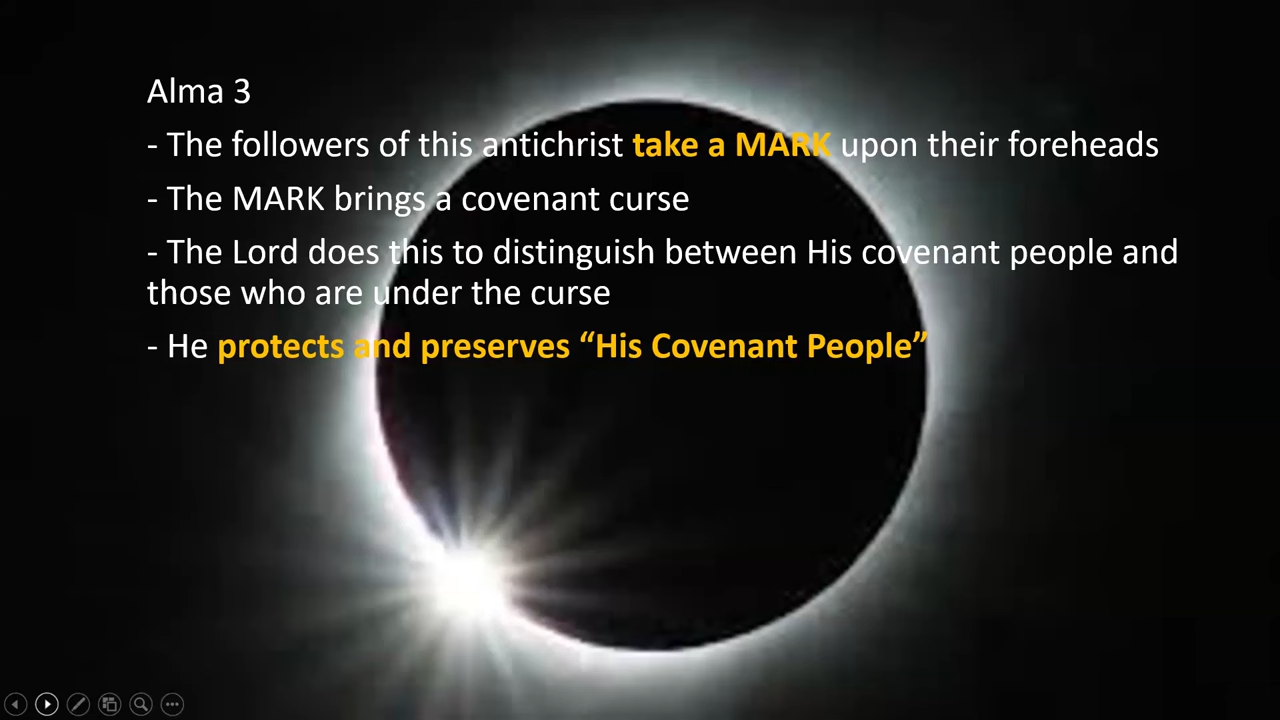 Alma 3
- The followers of this antichrist take a MARK upon their foreheads
- The MARK brings a covenant curse
- The Lord does this to distinguish between His covenant people and
those who are under the curse
- He protects and preserves “His Covenant People”